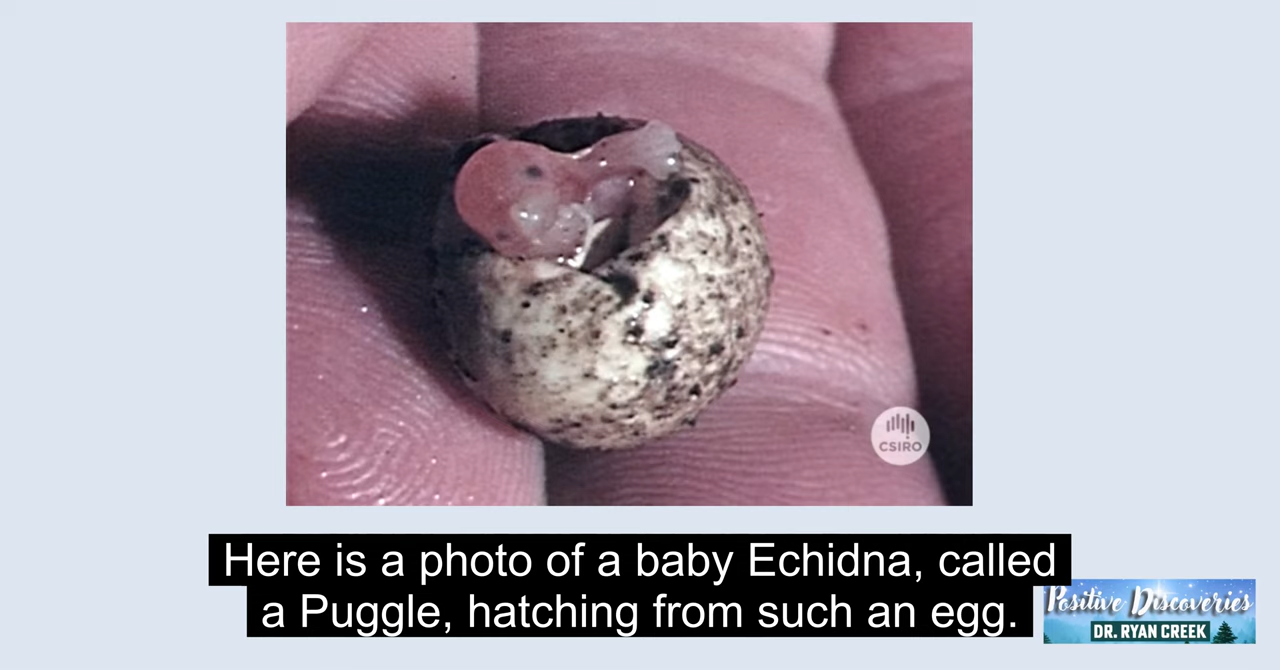 CSIRO
Here is a photo of a baby Echidna, called
a Puggle, hatching from such an egg.
Positive Discoveries
DR. RYAN CREEK